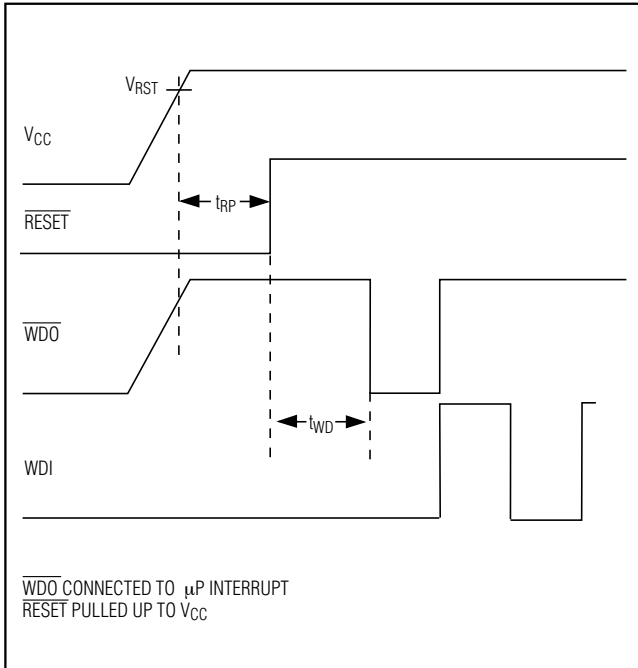 VRST
VCC
tRP
RESET
WDO
tWD
WDI
WDO CONNECTED TO μP INTERRUPT
RESET PULLED UP TO VCC